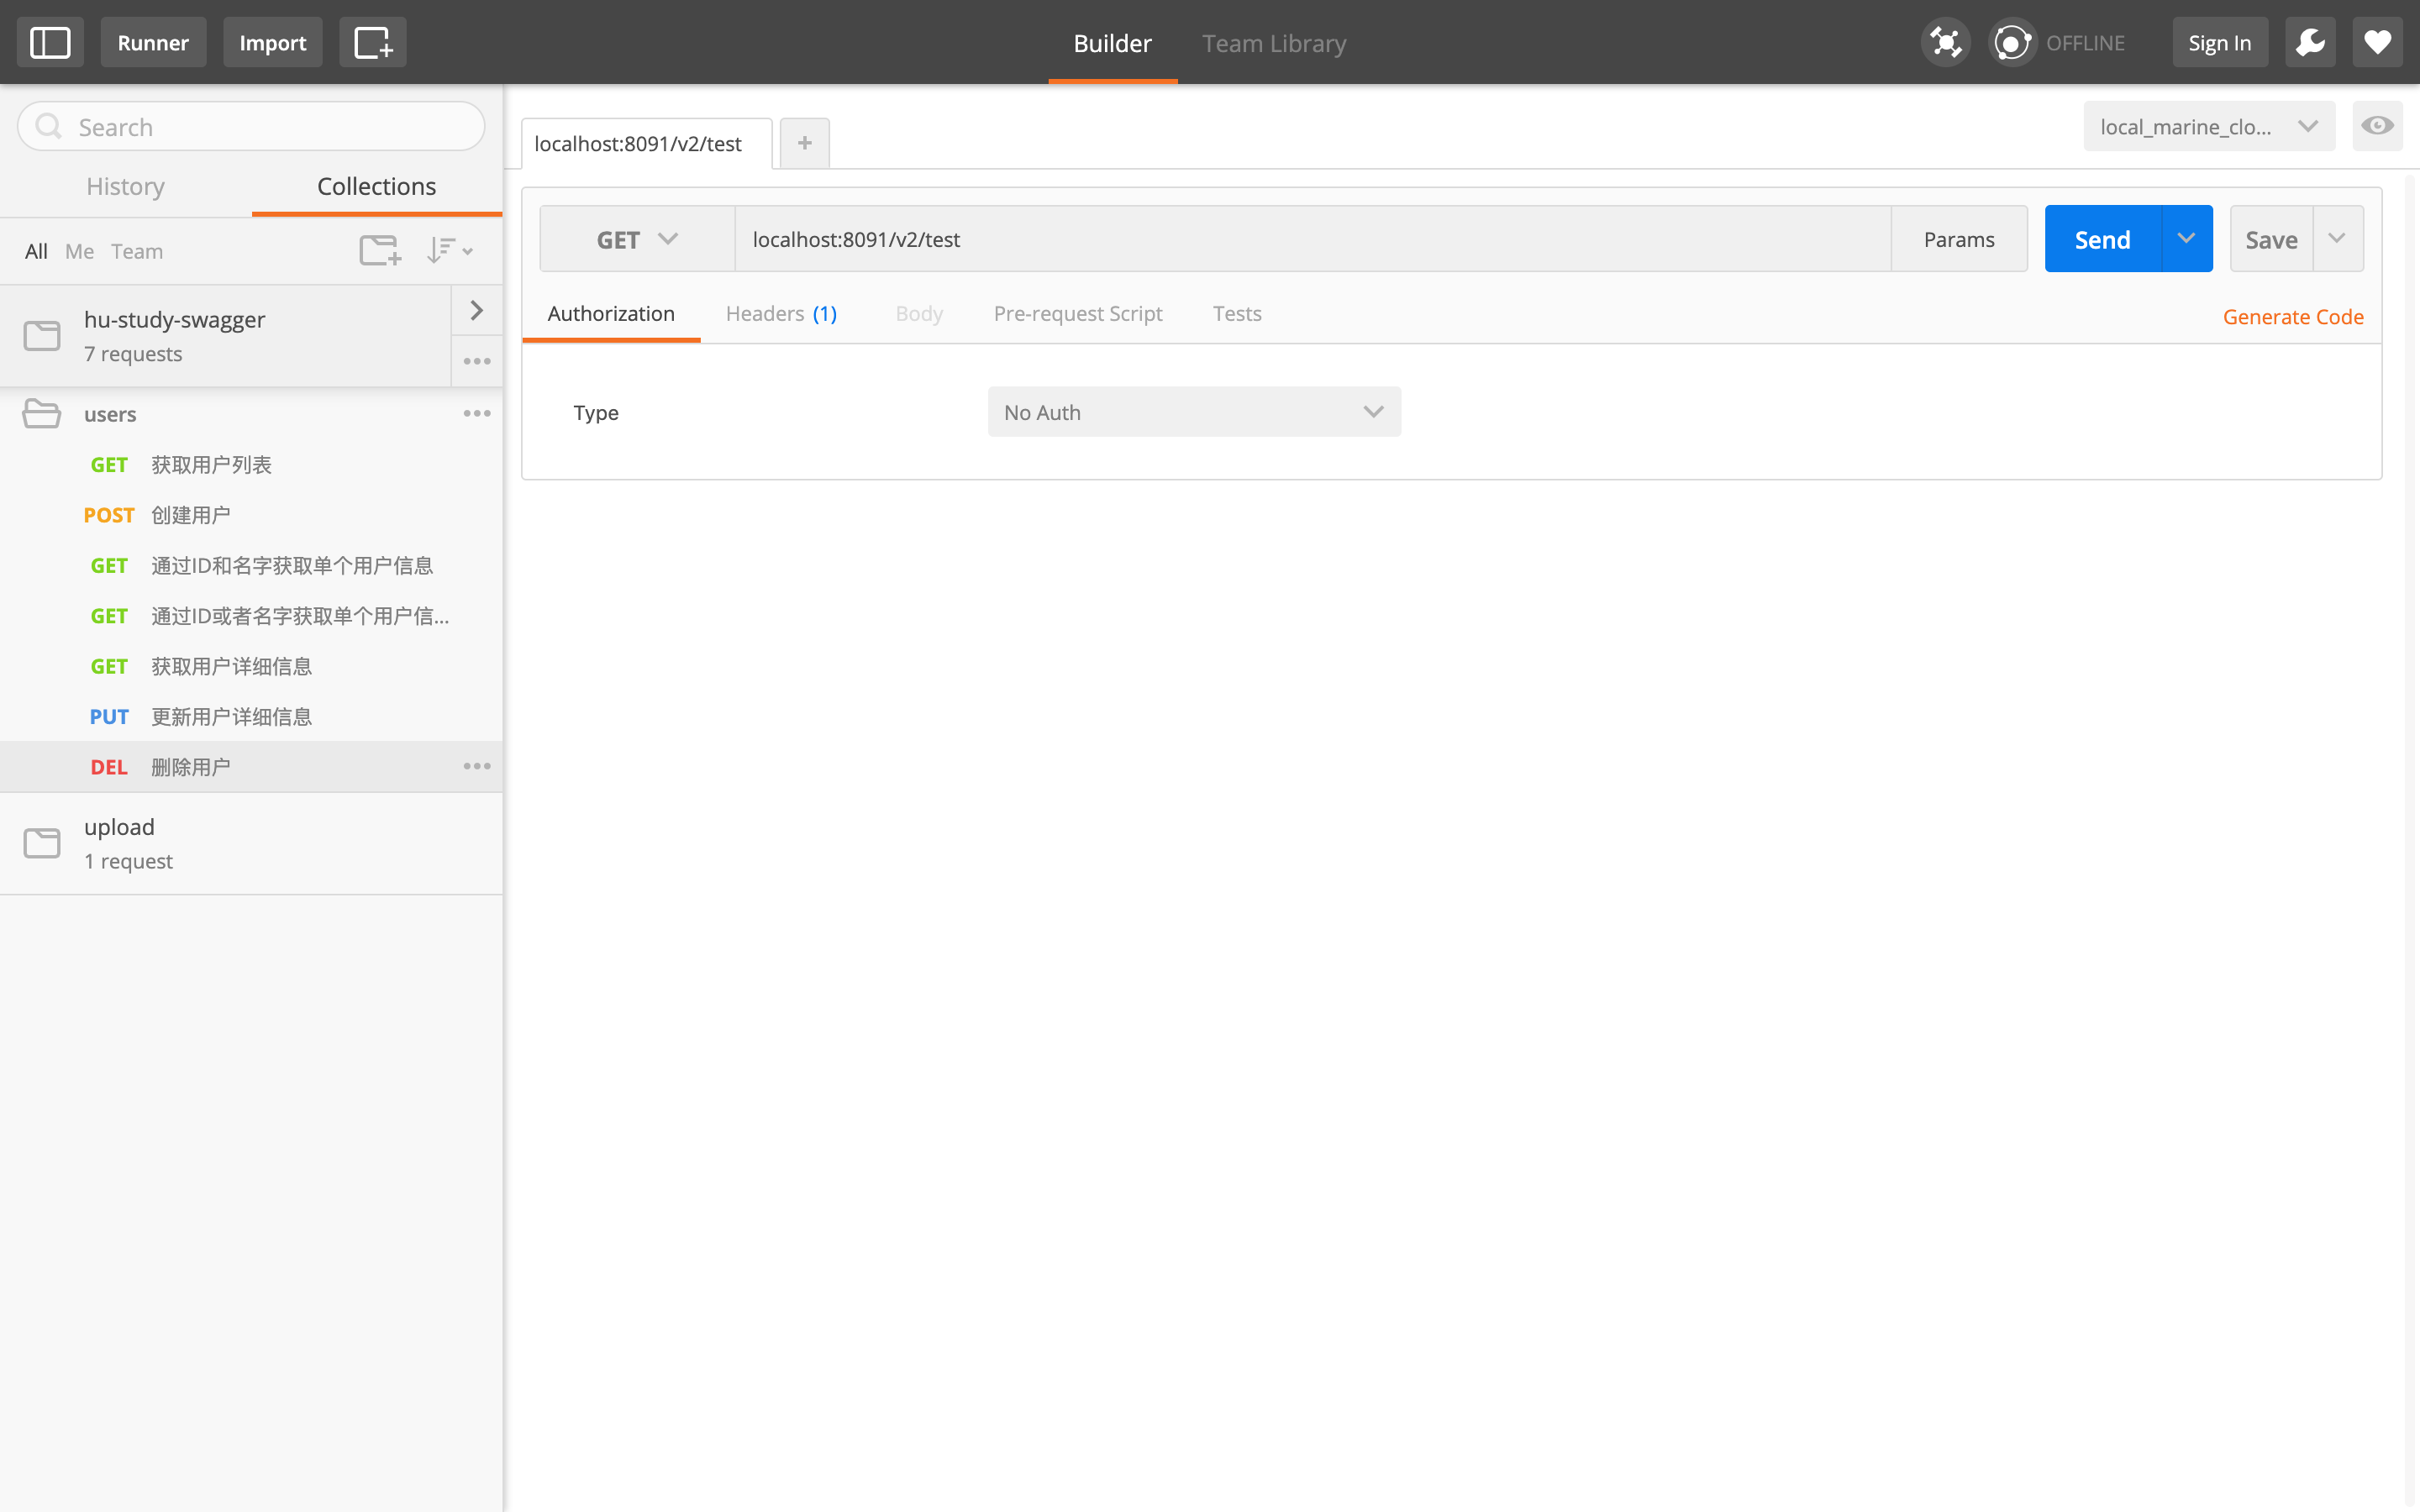 Runner
Import
Builder
Team Library
OFFLINE
Sign In
Search
History
Collections
All
Me
Team
hu-study-swagger
7 requests
users
GET 获取用户列表
POST 创建用户
GET 通过ID和名字获取单个用户信息
GET 通过ID或者名字获取单个用户信...
GET 获取用户详细信息
PUT 更新用户详细信息
DEL 删除用户
upload
1 request
localhost:8091/v2/test
+
local_marine_clo...
GET
localhost:8091/v2/test
Params
Send
Save
Authorization
Headers (1)
Body
Pre-request Script
Tests
Generate Code
Type
No Auth